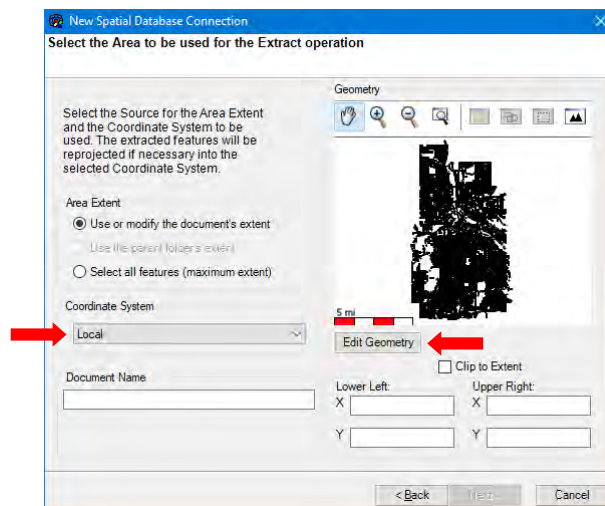 New Spatial Database Connection
Select the Area to be used for the Extract operation
Select the Source for the Area Extent
and the Coordinate System to be
used. The extracted features will be
reprojected if necessary into the
selected Coordinate System.
Area Extent
Use or modify the document's extent
Use the parent folder's extent
Select all features (maximum extent)
Coordinate System
Local
Document Name
Geometry
5 mi
Edit Geometry
Clip to Extent
Lower Left:
Upper Right:
X
X
Y
Y
< Back
Next >
Cancel